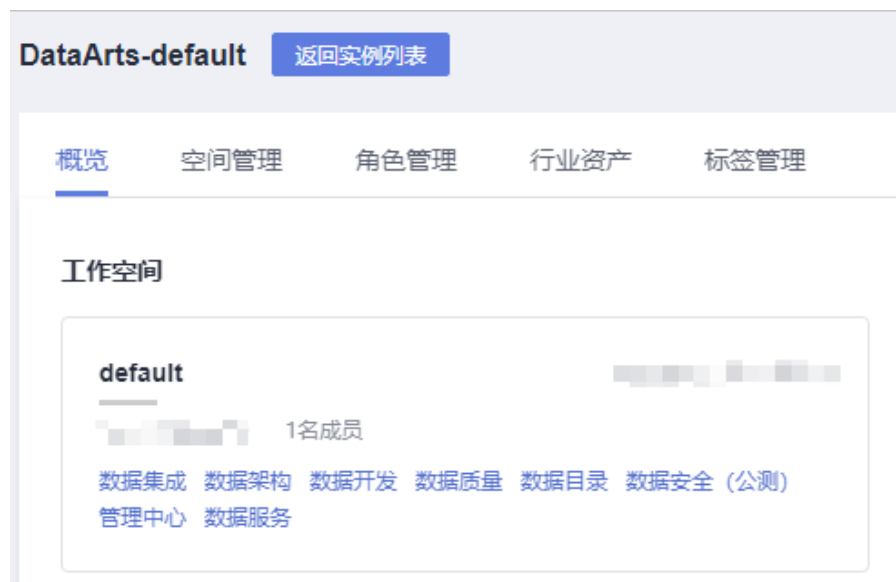 DataArts-default 返回实例列表
概览 空间管理 角色管理 行业资产 标签管理
工作空间
default
1名成员
数据集成 数据架构 数据开发 数据质量 数据目录 数据安全 (公测)
管理中心 数据服务